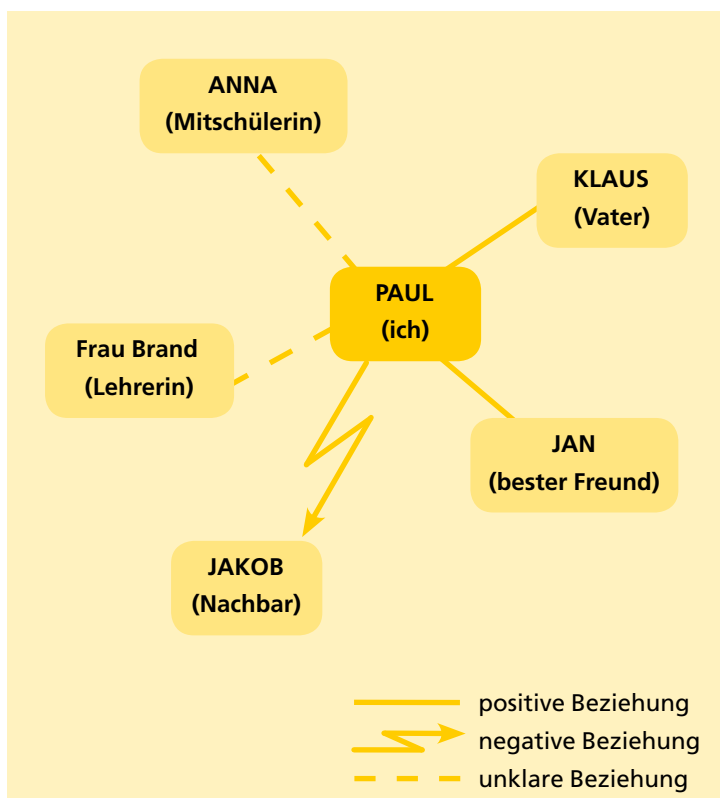 ANNA
(Mitschülerin)
KLAUS
(Vater)
PAUL
(ich)
Frau Brand
(Lehrerin)
JAN
(bester Freund)
JAKOB
(Nachbar)
positive Beziehung
negative Beziehung
unklare Beziehung